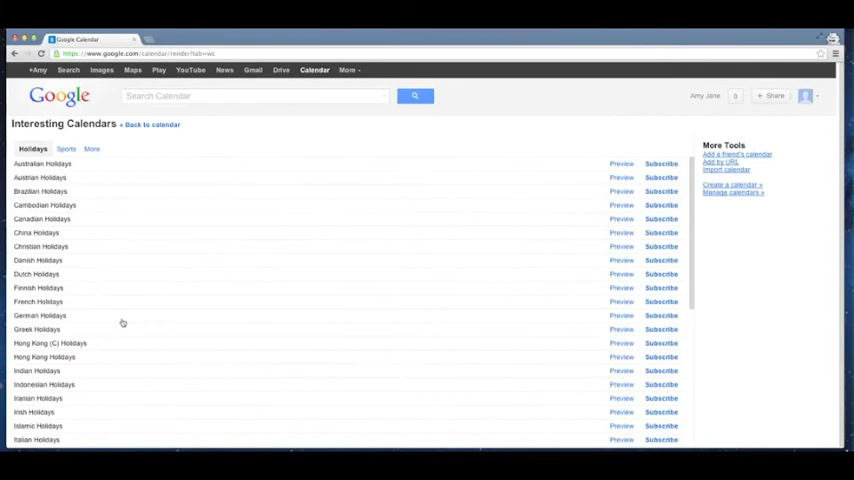 Google Calendar
https://www.google.com/calendar/render?tab=wc
+Amy Search Images Maps Play YouTube News Gmail Drive Calendar More
Google Search Calendar Amy Jane 0 + Share
Interesting Calendars « Back to calendar
Holidays Sports More
Australian Holidays Preview Subscribe
Austrian Holidays Preview Subscribe
Brazilian Holidays Preview Subscribe
Cambodian Holidays Preview Subscribe
Canadian Holidays Preview Subscribe
China Holidays Preview Subscribe
Christian Holidays Preview Subscribe
Danish Holidays Preview Subscribe
Dutch Holidays Preview Subscribe
Finnish Holidays Preview Subscribe
French Holidays Preview Subscribe
German Holidays Preview Subscribe
Greek Holidays Preview Subscribe
Hong Kong (C) Holidays Preview Subscribe
Hong Kong Holidays Preview Subscribe
Indian Holidays Preview Subscribe
Indonesian Holidays Preview Subscribe
Iranian Holidays Preview Subscribe
Irish Holidays Preview Subscribe
Islamic Holidays Preview Subscribe
Italian Holidays Preview Subscribe
More Tools
Add a friend's calendar
Add by URL
Import calendar
Create a calendar »
Manage calendars »